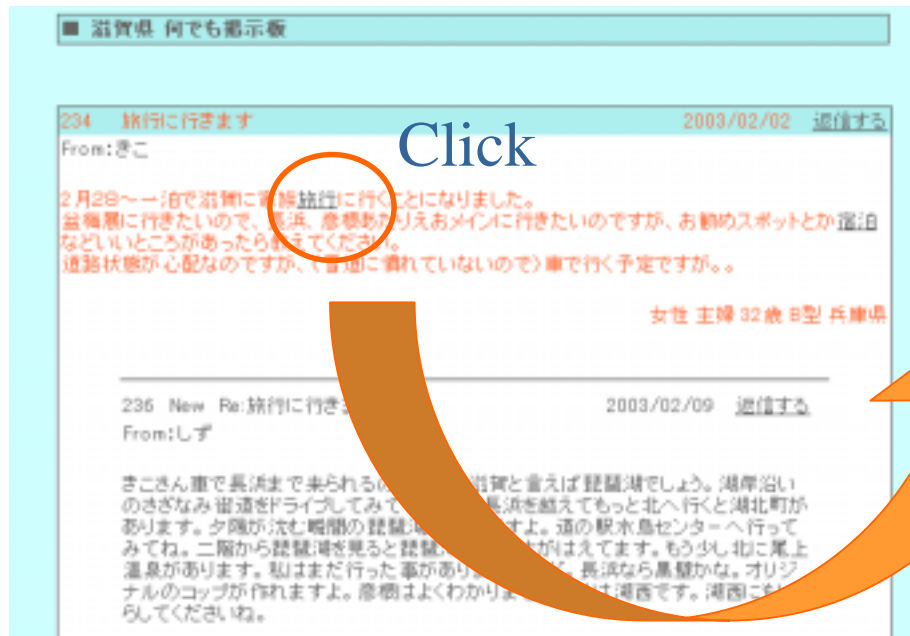 ■ 滋賀県 何でも掲示板
234 旅行に行きます 2003/02/02 返信する
Click
From:きこ
2月28～一泊で滋賀に家族旅行に行くことになりました。
盆梅展に行きたいので、長浜、彦根あたりえおメインに行きたいのですが、お勧めスポットとか宿泊
などいいところがあったら教えてください。
道路状態が心配なのですが、(雪道に慣れていないので)車で行く予定ですが。。
女性 主婦 32歳 B型 兵庫県
236 New Re:旅行に行きま 2003/02/09 返信する
From:しず
きこさん車で長浜まで来られるの 滋賀と言えば琵琶湖でしょう。湖岸沿い
のさざなみ街道をドライブしてみて 長浜を越えてもっと北へ行くと湖北町が
あります。夕陽が沈む瞬間の琵琶湖 すよ。道の駅水鳥センターへ行って
みてね。二階から琵琶湖を見ると琵琶湖 がはえてます。もう少し北に尾上
温泉があります。私はまだ行った事があり 。長浜なら黒壁かな。オリジ
ナルのコップが作れますよ。彦根はよくわかりま は湖西です。湖西にも
らしてくださいね。